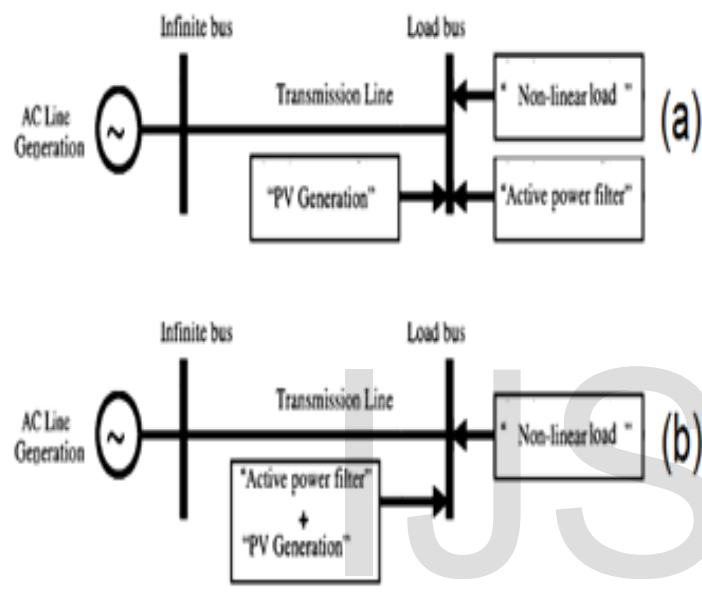 Infinite bus
Load bus
AC Line
Generation
~
Transmission Line
“ Non-linear load ”
(a)
“PV Generation”
“Active power filter”
Infinite bus
Load bus
AC Line
Generation
~
Transmission Line
“ Non-linear load ”
(b)
“Active power filter”
+
“PV Generation”
IJS